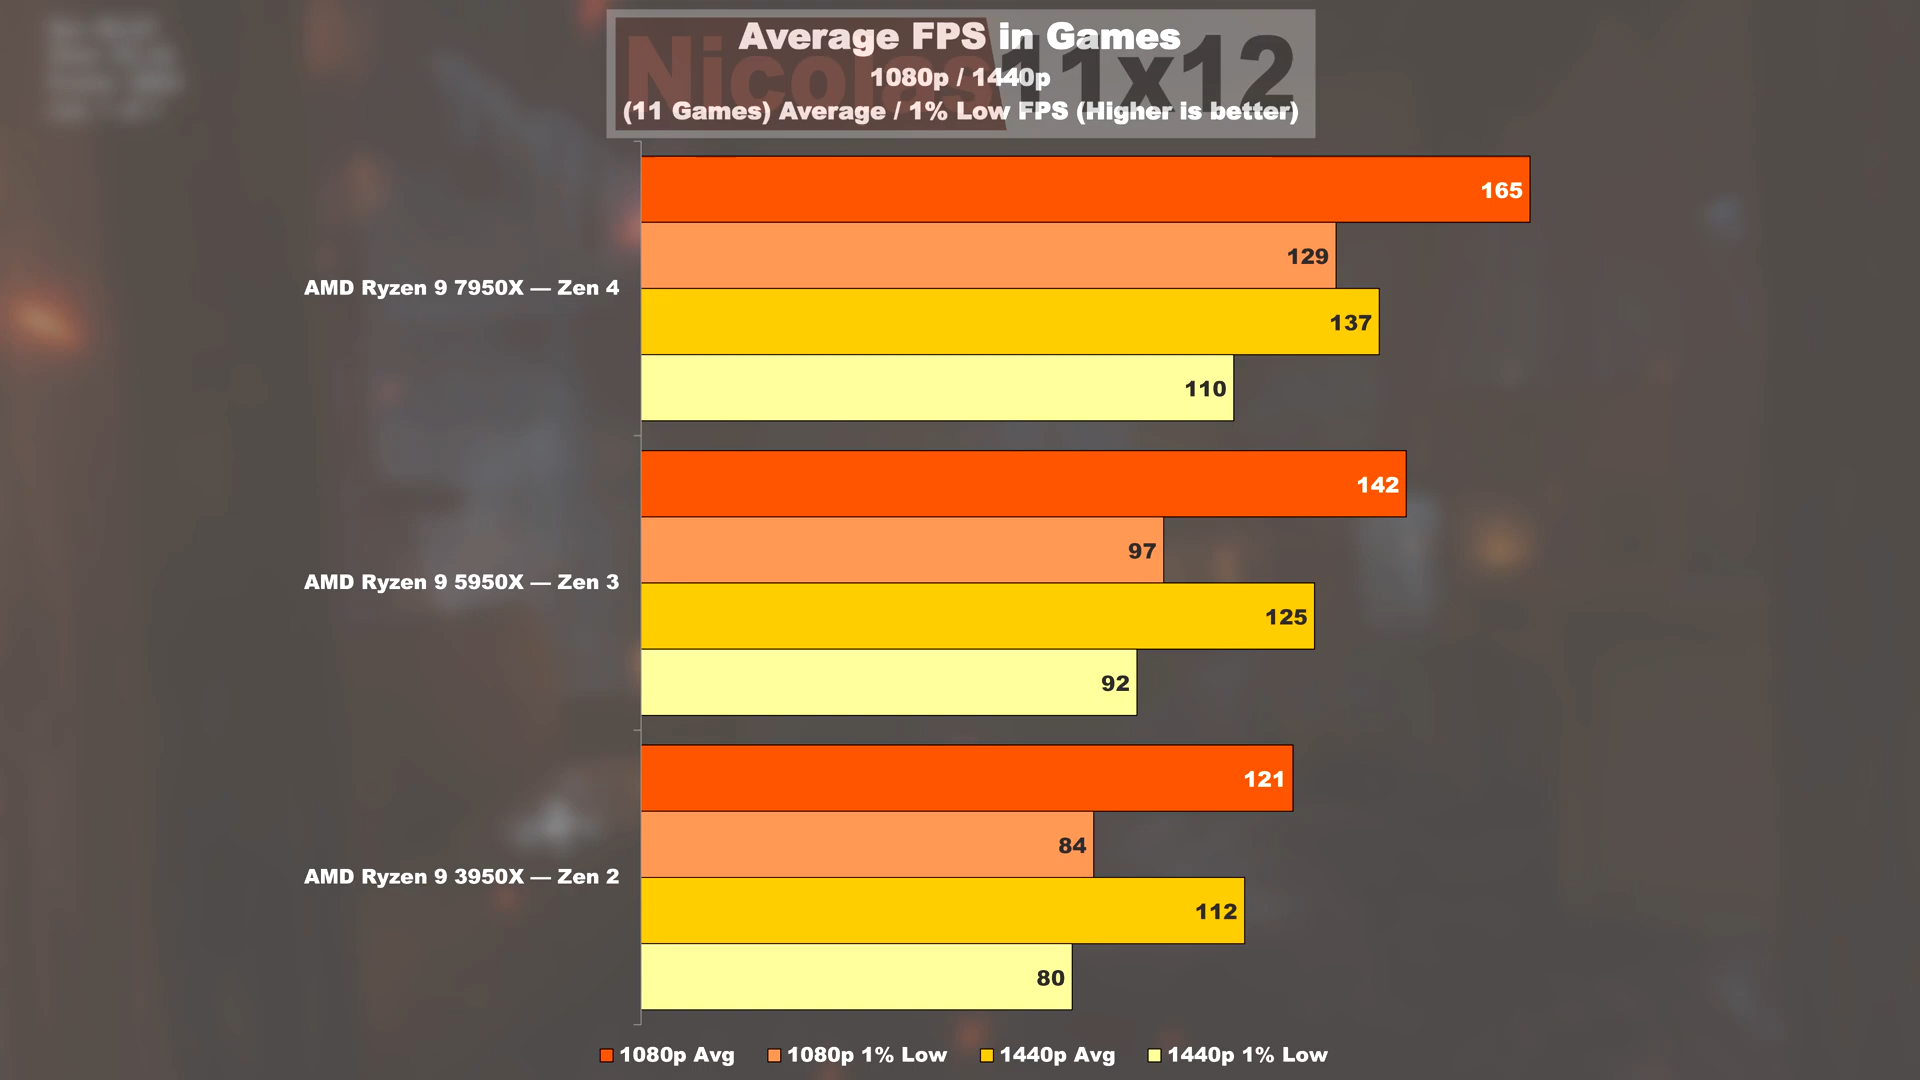 Average FPS in Games
Nicolas11x12
1080p / 1440p
(11 Games) Average / 1% Low FPS (Higher is better)
AMD Ryzen 9 7950X — Zen 4
165
129
137
110
AMD Ryzen 9 5950X — Zen 3
142
97
125
92
AMD Ryzen 9 3950X — Zen 2
121
84
112
80
1080p Avg 1080p 1% Low 1440p Avg 1440p 1% Low